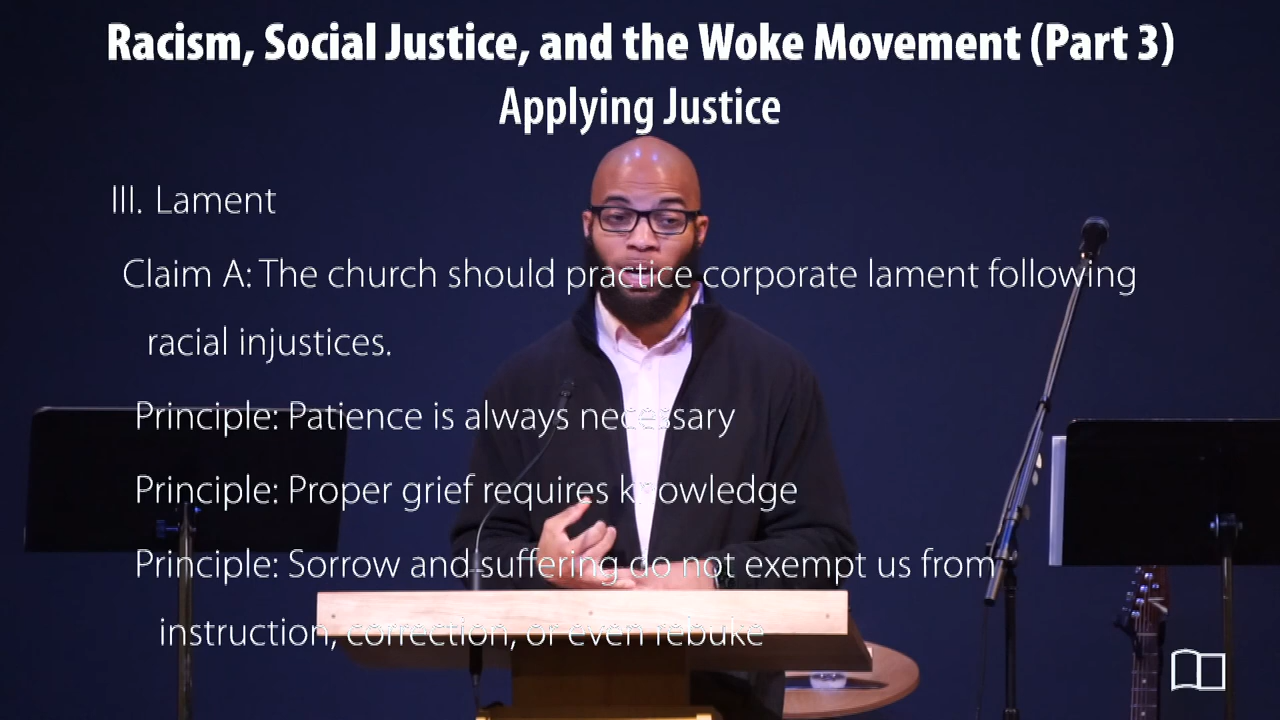 Racism, Social Justice, and the Woke Movement (Part 3)
Applying Justice
III. Lament
Claim A: The church should practice corporate lament following
racial injustices.
Principle: Patience is always necessary
Principle: Proper grief requires knowledge
Principle: Sorrow and suffering do not exempt us from
instruction, correction, or even rebuke